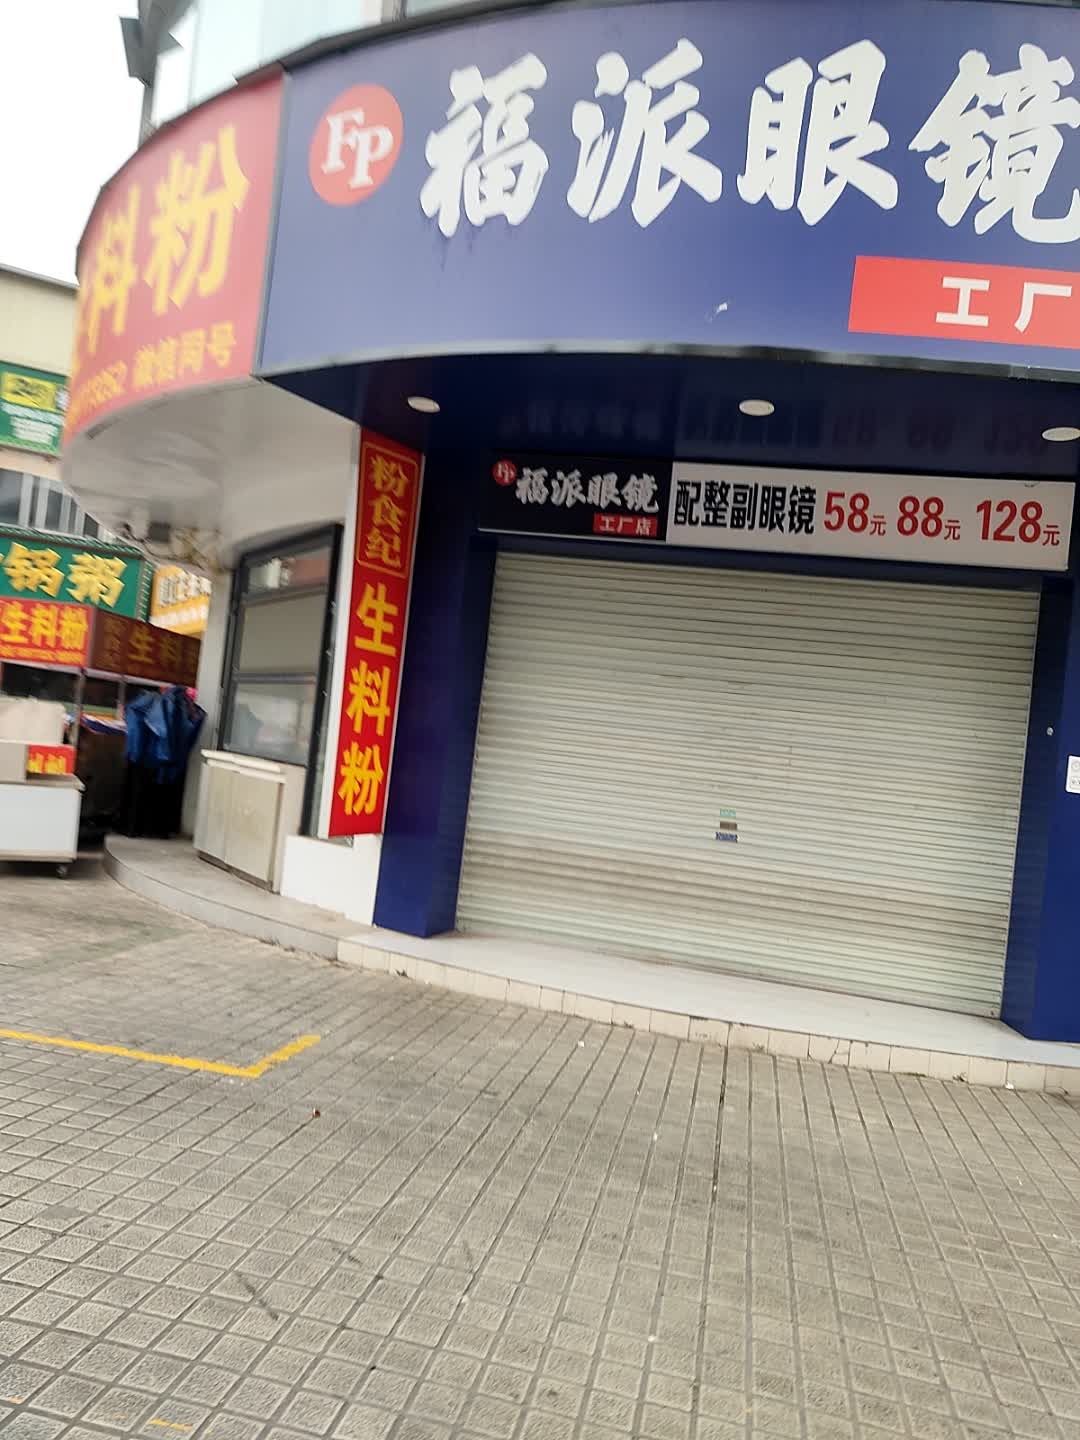 FP 福派眼镜
工厂
料粉
微信同号
粉食纪
生料粉
FP 福派眼镜
工厂店
配整副眼镜 58元 88元 128元
锅粥
生料粉
生料粉